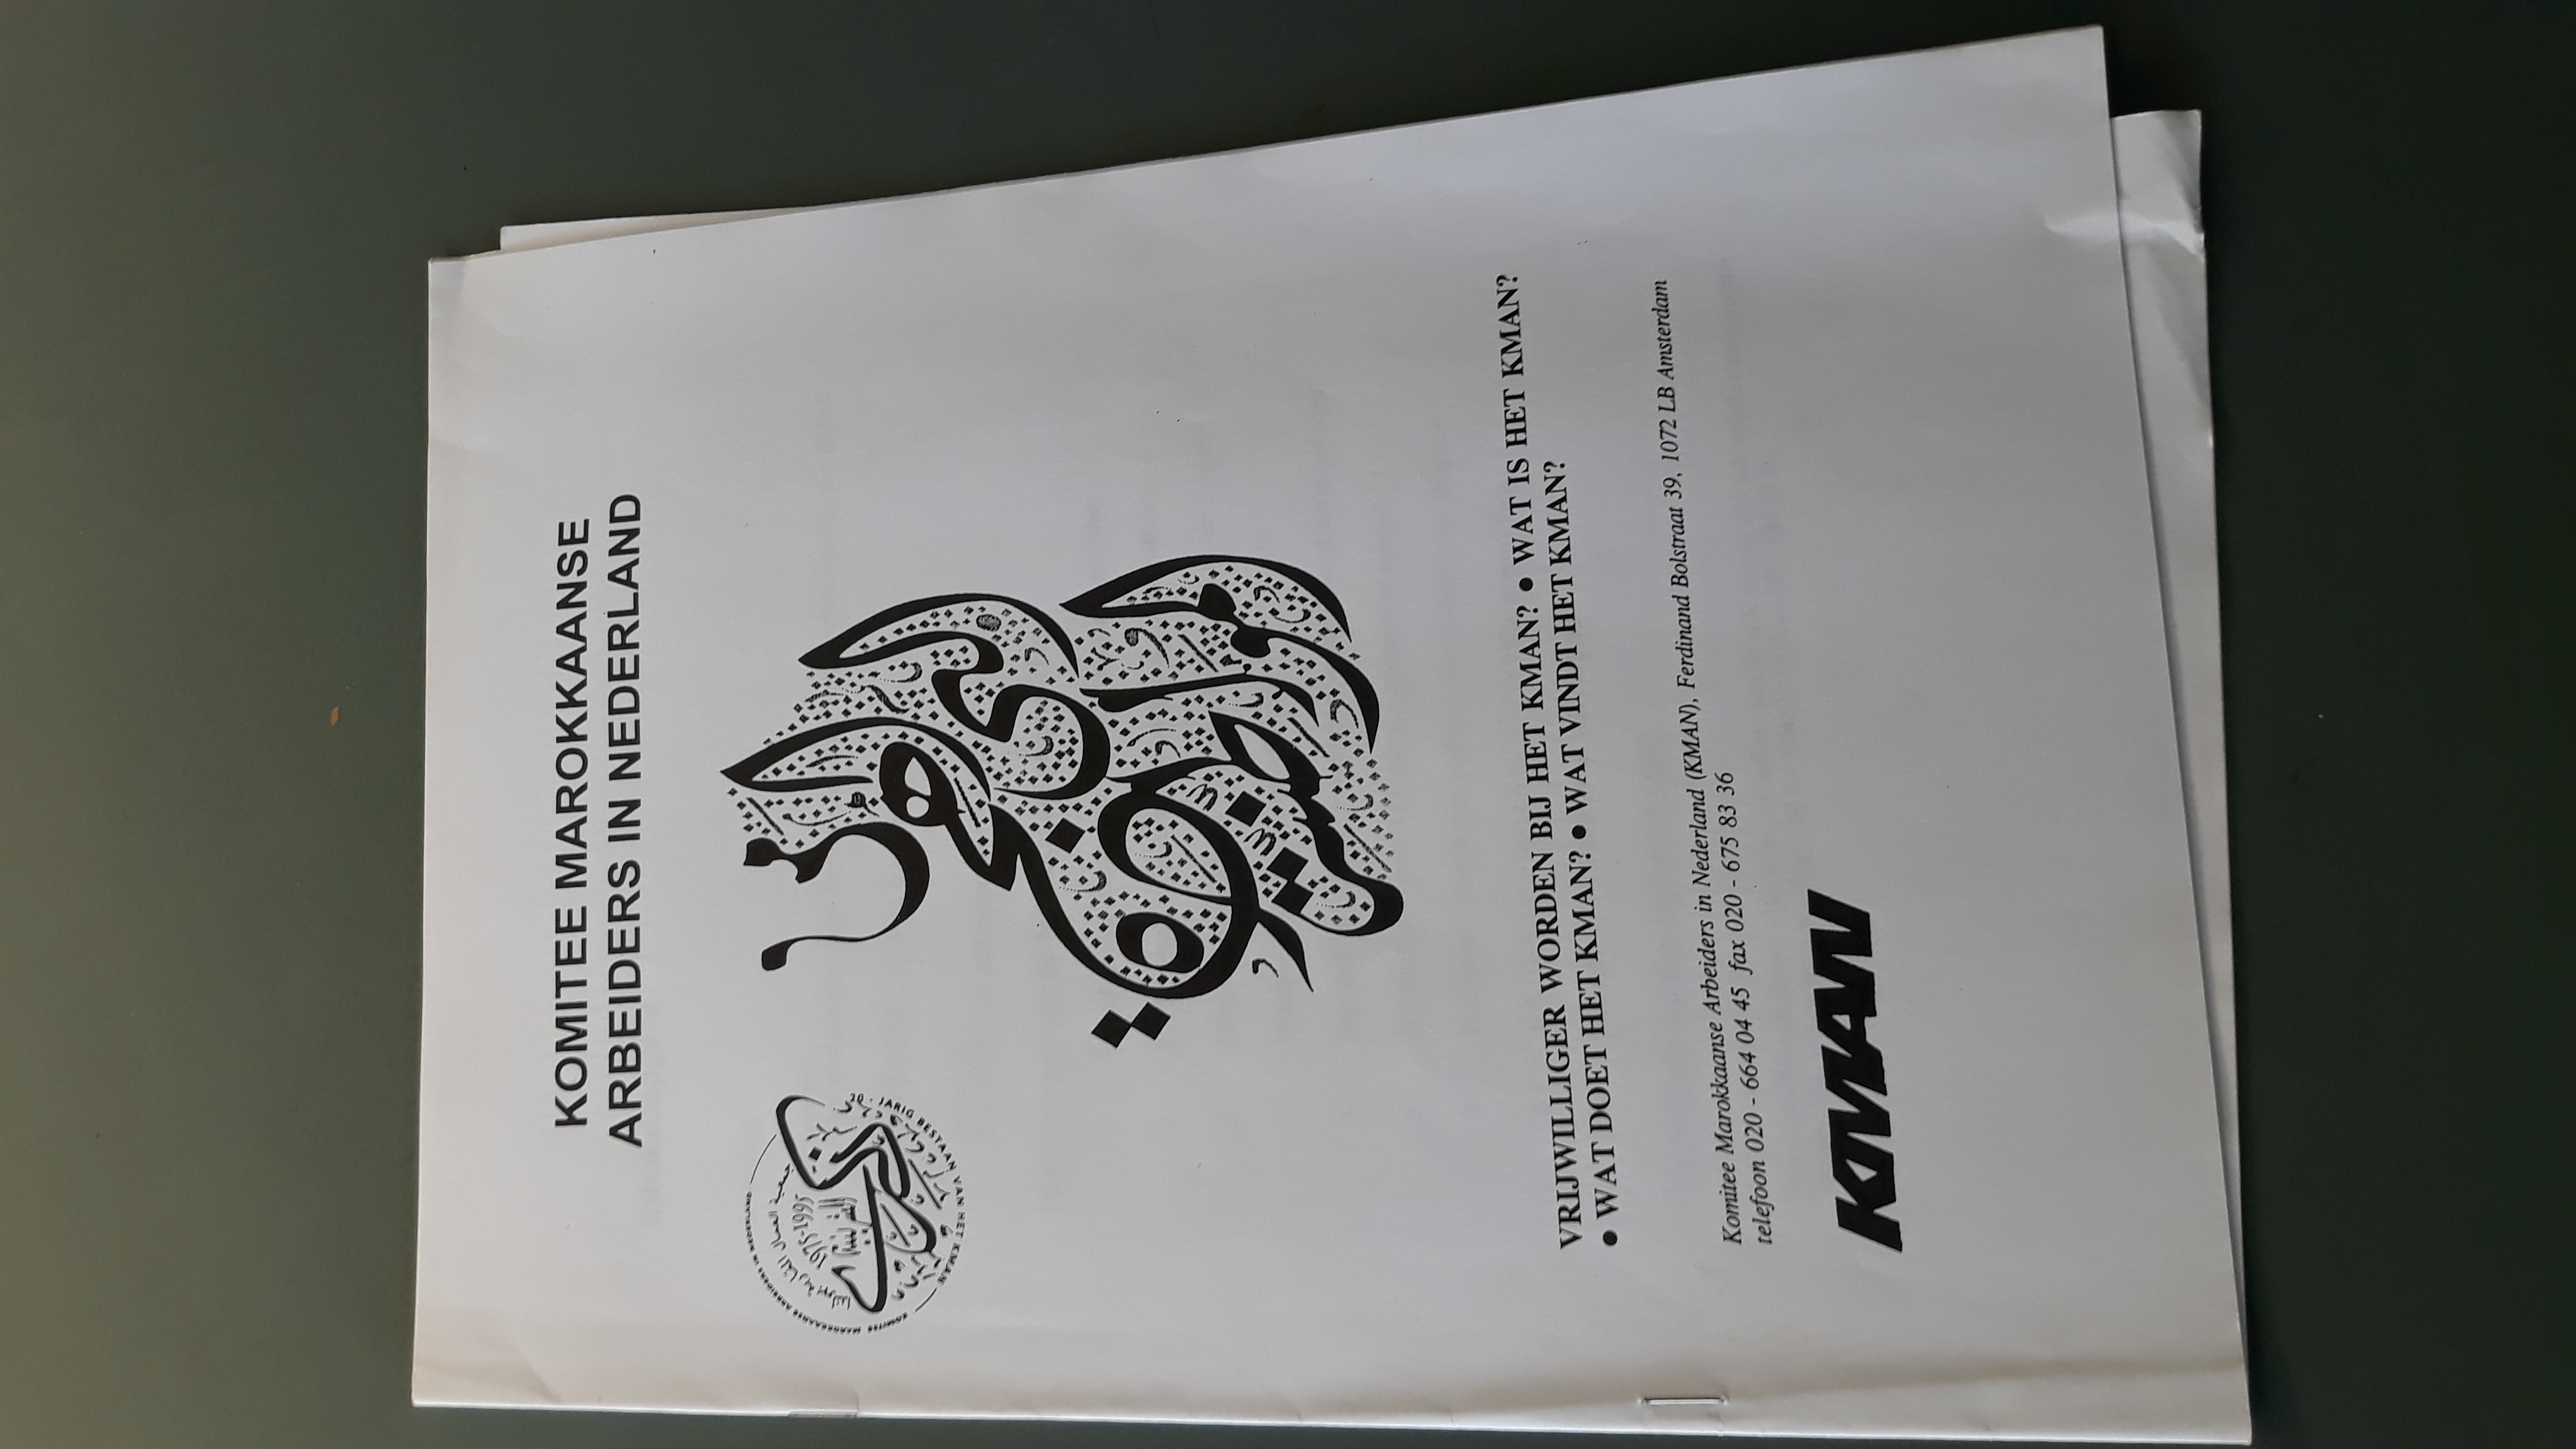 KOMITEE MAROKKAANSE
ARBEIDERS IN NEDERLAND
KOMITEE MAROKKAANSE ARBEIDERS IN NEDERLAND
جمعية العمال المغاربة بهولندا
1975-1995
ذكرى
20 - JARIG BESTAAN VAN HET KMAN
من
الهجرة
الى
المواطنة
VRIJWILLIGER WORDEN BIJ HET KMAN? ● WAT IS HET KMAN?
● WAT DOET HET KMAN? ● WAT VINDT HET KMAN?
Komitee Marokkaanse Arbeiders in Nederland (KMAN), Ferdinand Bolstraat 39, 1072 LB Amsterdam
telefoon 020 - 664 04 45 fax 020 - 675 83 36
KMAN